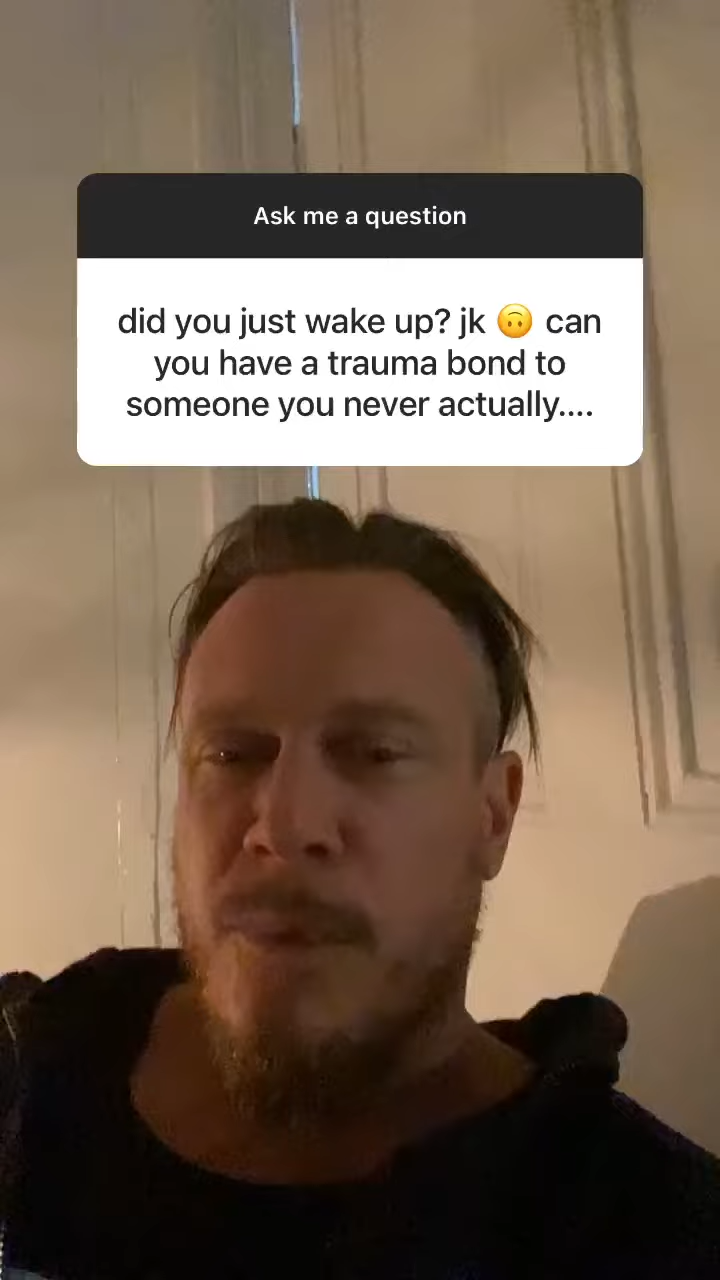 Ask me a question
did you just wake up? jk 🙃 can
you have a trauma bond to
someone you never actually....